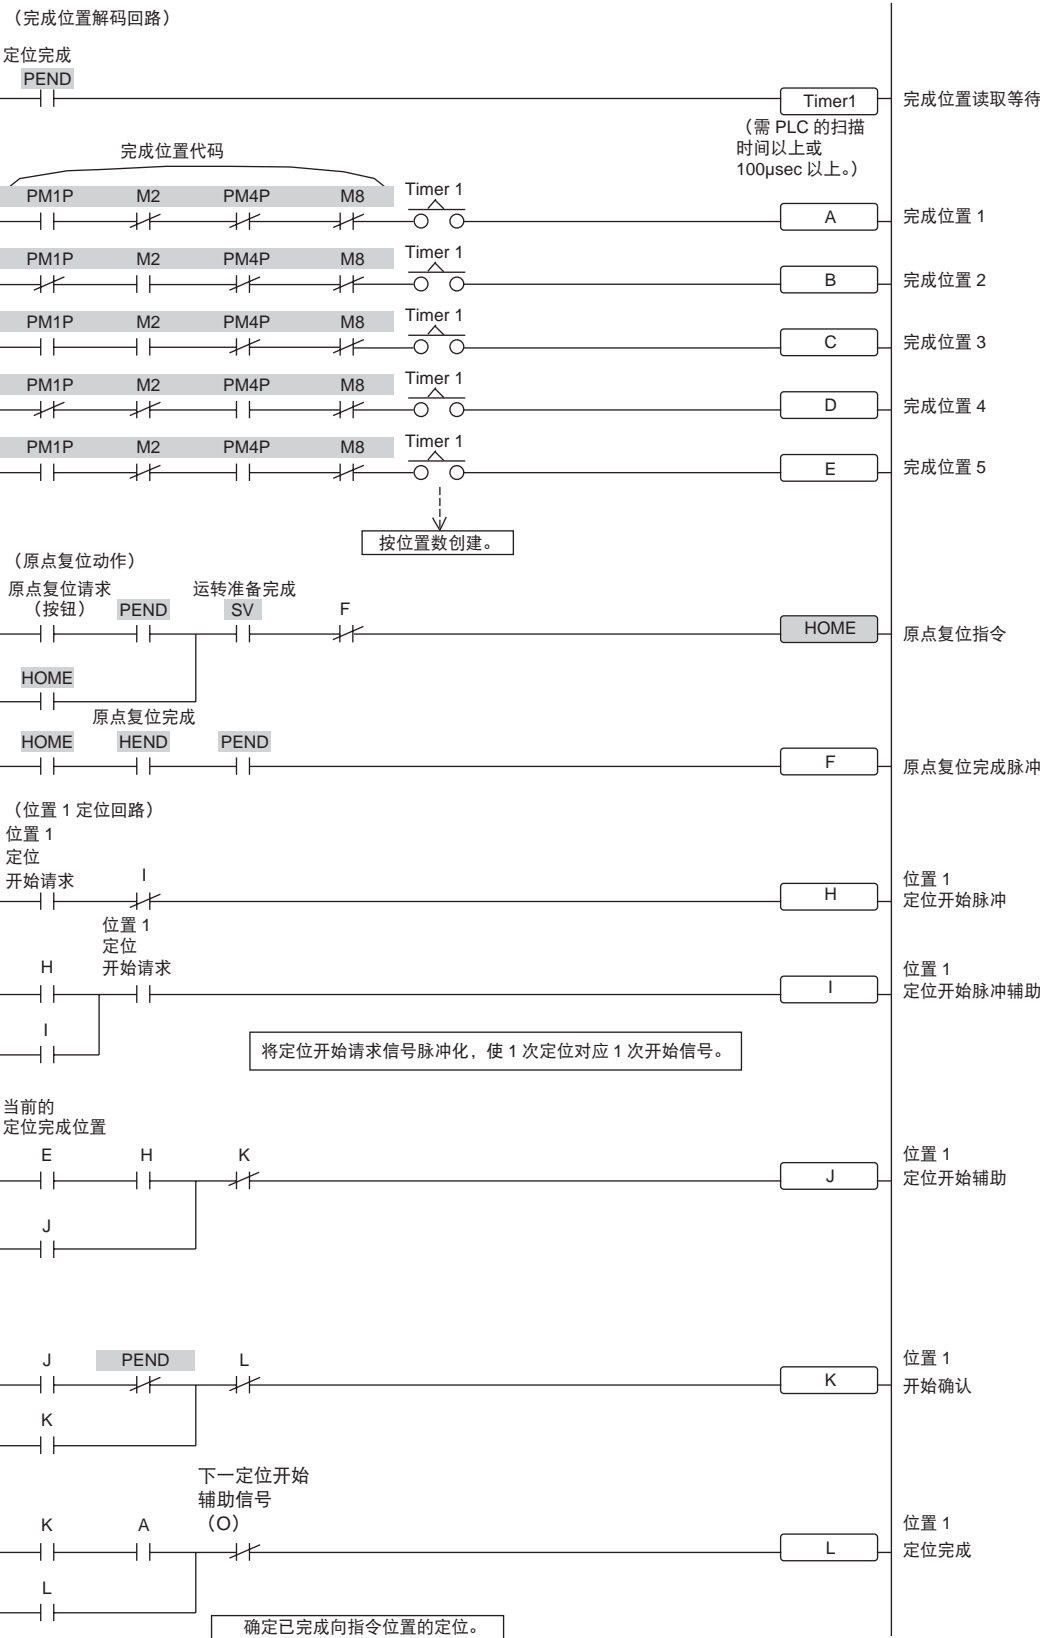 （完成位置解码回路）
定位完成
PEND
Timer1
完成位置读取等待
（需 PLC 的扫描
时间以上或
100μsec 以上。）
完成位置代码
PM1P M2 PM4P M8 Timer 1
A
完成位置 1
PM1P M2 PM4P M8 Timer 1
B
完成位置 2
PM1P M2 PM4P M8 Timer 1
C
完成位置 3
PM1P M2 PM4P M8 Timer 1
D
完成位置 4
PM1P M2 PM4P M8 Timer 1
E
完成位置 5
按位置数创建。
（原点复位动作）
原点复位请求 运转准备完成
（按钮） PEND SV F
HOME
原点复位指令
HOME
原点复位完成
HOME HEND PEND
F
原点复位完成脉冲
（位置 1 定位回路）
位置 1
定位
开始请求 I
H
位置 1
定位开始脉冲
位置 1
定位
H 开始请求
I
位置 1
定位开始脉冲辅助
I
将定位开始请求信号脉冲化，使 1 次定位对应 1 次开始信号。
当前的
定位完成位置
E H K
J
位置 1
定位开始辅助
J
J PEND L
K
位置 1
开始确认
K
下一定位开始
辅助信号
K A （O）
L
位置 1
定位完成
L
确定已完成向指令位置的定位。